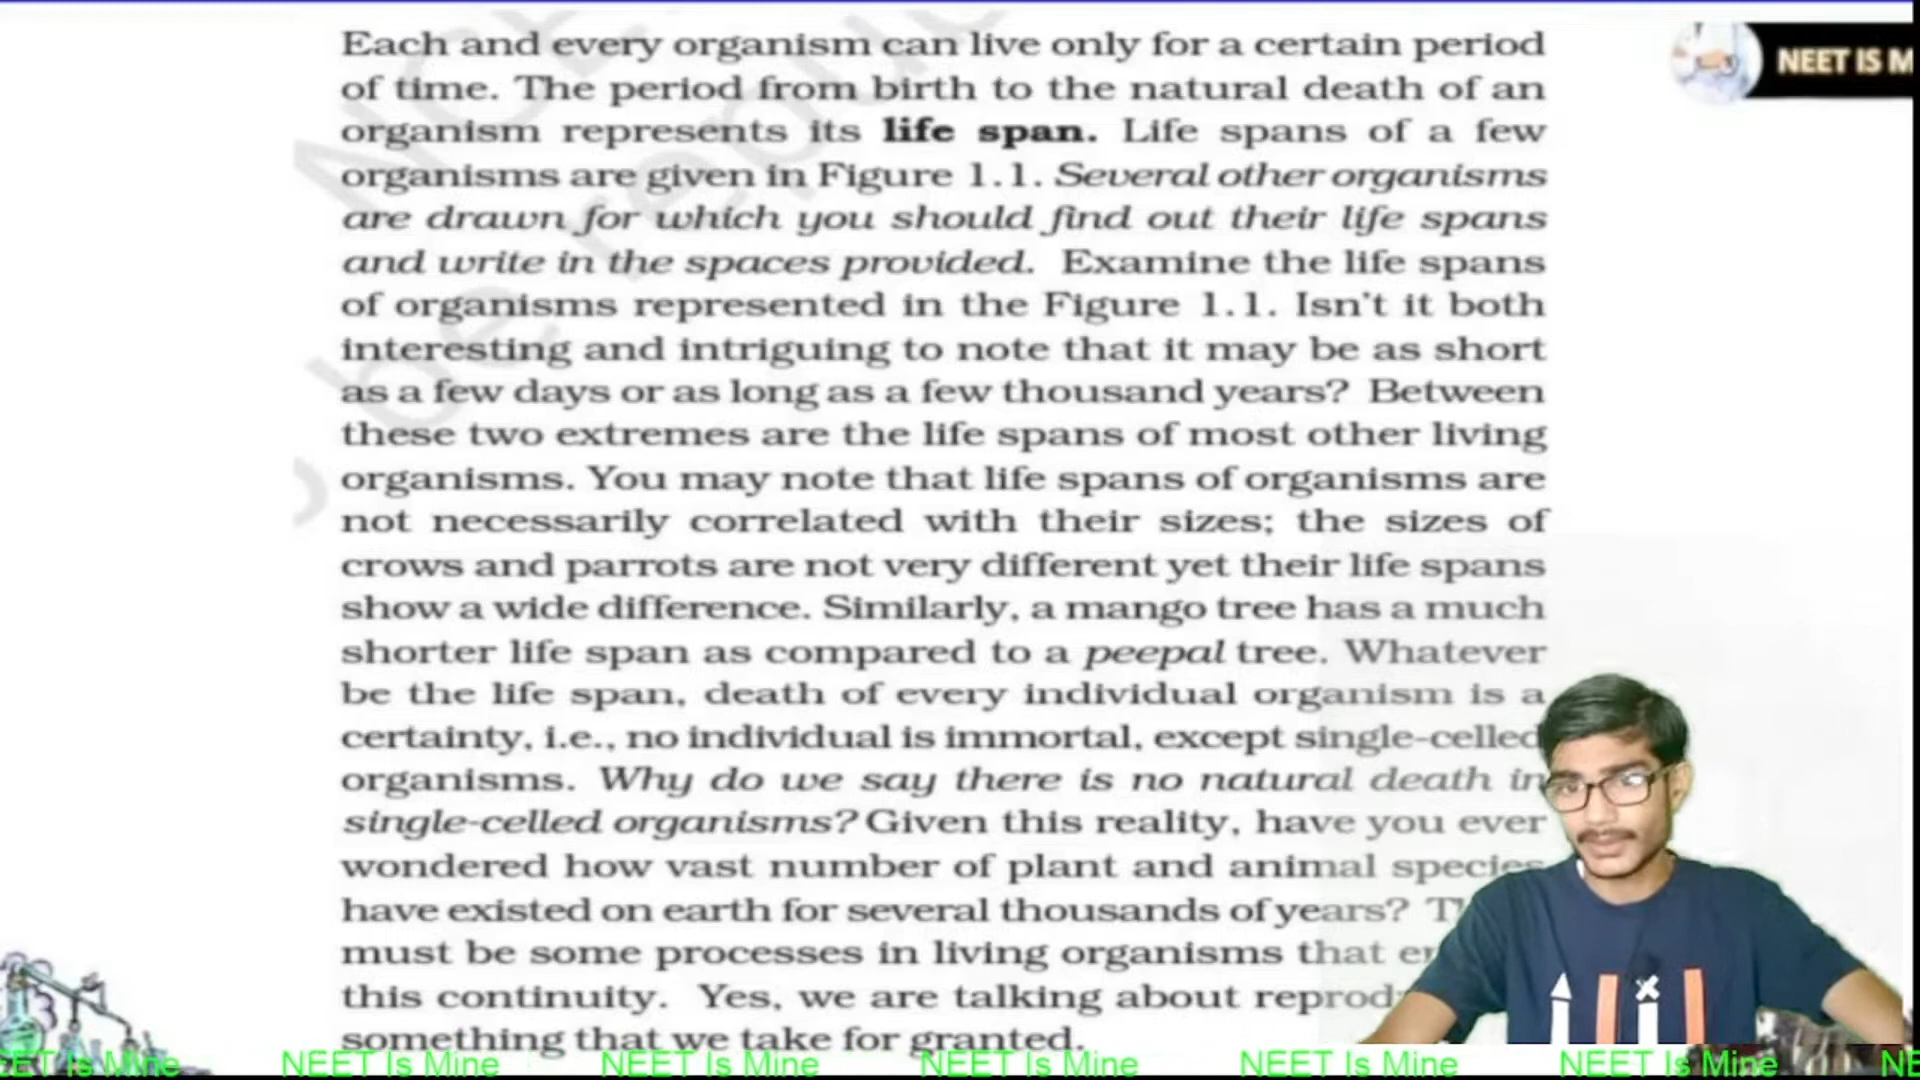 Each and every organism can live only for a certain period
of time. The period from birth to the natural death of an
organism represents its life span. Life spans of a few
organisms are given in Figure 1.1. Several other organisms
are drawn for which you should find out their life spans
and write in the spaces provided. Examine the life spans
of organisms represented in the Figure 1.1. Isn't it both
interesting and intriguing to note that it may be as short
as a few days or as long as a few thousand years? Between
these two extremes are the life spans of most other living
organisms. You may note that life spans of organisms are
not necessarily correlated with their sizes; the sizes of
crows and parrots are not very different yet their life spans
show a wide difference. Similarly, a mango tree has a much
shorter life span as compared to a peepal tree. Whatever
be the life span, death of every individual organism is a
certainty, i.e., no individual is immortal, except single-celled
organisms. Why do we say there is no natural death in
single-celled organisms? Given this reality, have you ever
wondered how vast number of plant and animal species
have existed on earth for several thousands of years?
must be some processes in living organisms that
this continuity. Yes, we are talking about
something that we take for granted.
NEET IS M
NEET Is Mine NEET Is Mine NEET Is Mine NEET Is Mine NEET Is Mine